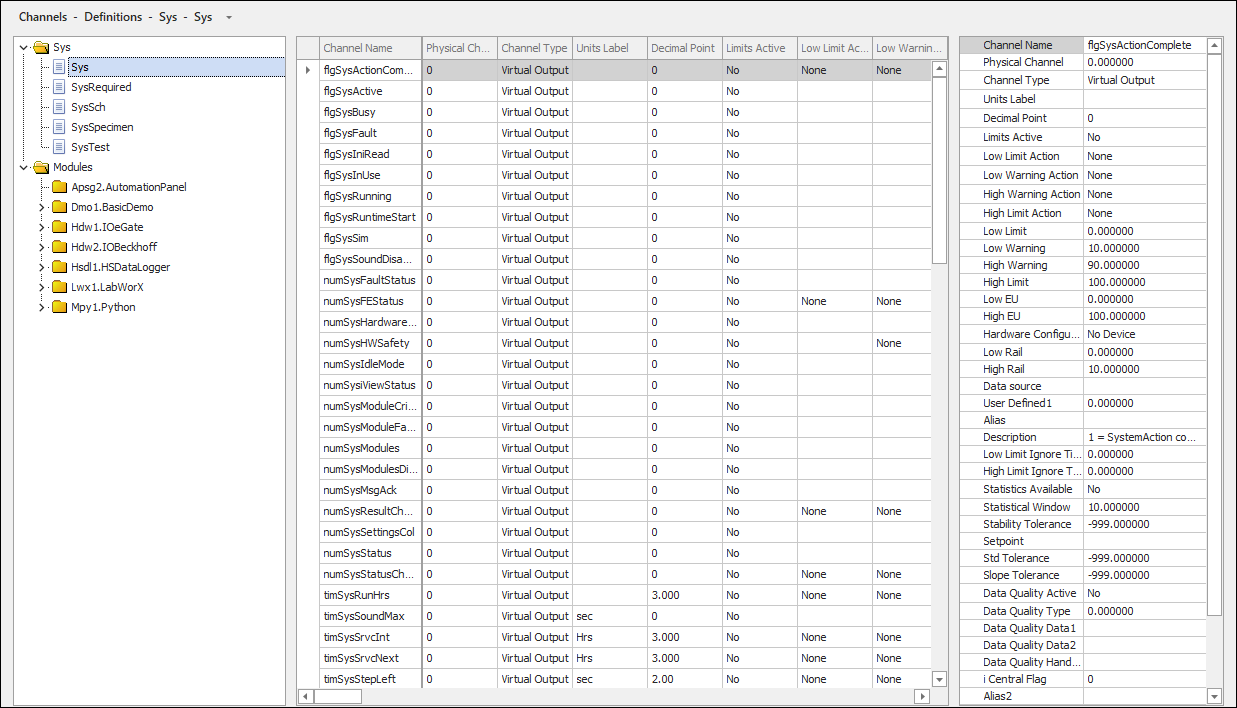 Channels - Definitions - Sys - Sys
Sys
Sys
SysRequired
SysSch
SysSpecimen
SysTest
Modules
Apsg2.AutomationPanel
Dmo1.BasicDemo
Hdw1.IOeGate
Hdw2.IOBeckhoff
Hsdl1.HSDataLogger
Lwx1.LabWorX
Mpy1.Python
Channel Name Physical Ch... Channel Type Units Label Decimal Point Limits Active Low Limit Ac... Low Warnin...
flgSysActionCom... 0 Virtual Output 0 No None None
flgSysActive 0 Virtual Output 0 No
flgSysBusy 0 Virtual Output 0 No
flgSysFault 0 Virtual Output 0 No
flgSysIniRead 0 Virtual Output 0 No
flgSysInUse 0 Virtual Output 0 No
flgSysRunning 0 Virtual Output 0 No
flgSysRuntimeStart 0 Virtual Output 0 No
flgSysSim 0 Virtual Output 0 No
flgSysSoundDisa... 0 Virtual Output 0 No
numSysFaultStatus 0 Virtual Output 0 No
numSysFEStatus 0 Virtual Output 0 No None None
numSysHardware... 0 Virtual Output 0 No
numSysHWSafety 0 Virtual Output 0 No None
numSysIdleMode 0 Virtual Output 0 No
numSysiViewStatus 0 Virtual Output 0 No
numSysModuleCri... 0 Virtual Output 0 No
numSysModuleFa... 0 Virtual Output 0 No
numSysModules 0 Virtual Output 0 No
numSysModulesDi... 0 Virtual Output 0 No
numSysMsgAck 0 Virtual Output 0 No
numSysResultCh... 0 Virtual Output 0 No None None
numSysSettingsCol 0 Virtual Output 0 No
numSysStatus 0 Virtual Output 0 No
numSysStatusCh... 0 Virtual Output 0 No None None
timSysRunHrs 0 Virtual Output 3.000 No None None
timSysSoundMax 0 Virtual Output sec 0 No
timSysSrvcInt 0 Virtual Output Hrs 3.000 No None None
timSysSrvcNext 0 Virtual Output Hrs 3.000 No None None
timSysStepLeft 0 Virtual Output sec 2.00 No None None
Channel Name flgSysActionComplete
Physical Channel 0.000000
Channel Type Virtual Output
Units Label
Decimal Point 0
Limits Active No
Low Limit Action None
Low Warning Action None
High Warning Action None
High Limit Action None
Low Limit 0.000000
Low Warning 10.000000
High Warning 90.000000
High Limit 100.000000
Low EU 0.000000
High EU 100.000000
Hardware Configu... No Device
Low Rail 0.000000
High Rail 10.000000
Data source
User Defined1 0.000000
Alias
Description 1 = SystemAction co...
Low Limit Ignore Ti... 0.000000
High Limit Ignore T... 0.000000
Statistics Available No
Statistical Window 10.000000
Stability Tolerance -999.000000
Setpoint
Std Tolerance -999.000000
Slope Tolerance -999.000000
Data Quality Active No
Data Quality Type 0.000000
Data Quality Data1
Data Quality Data2
Data Quality Hand...
i Central Flag 0
Alias2